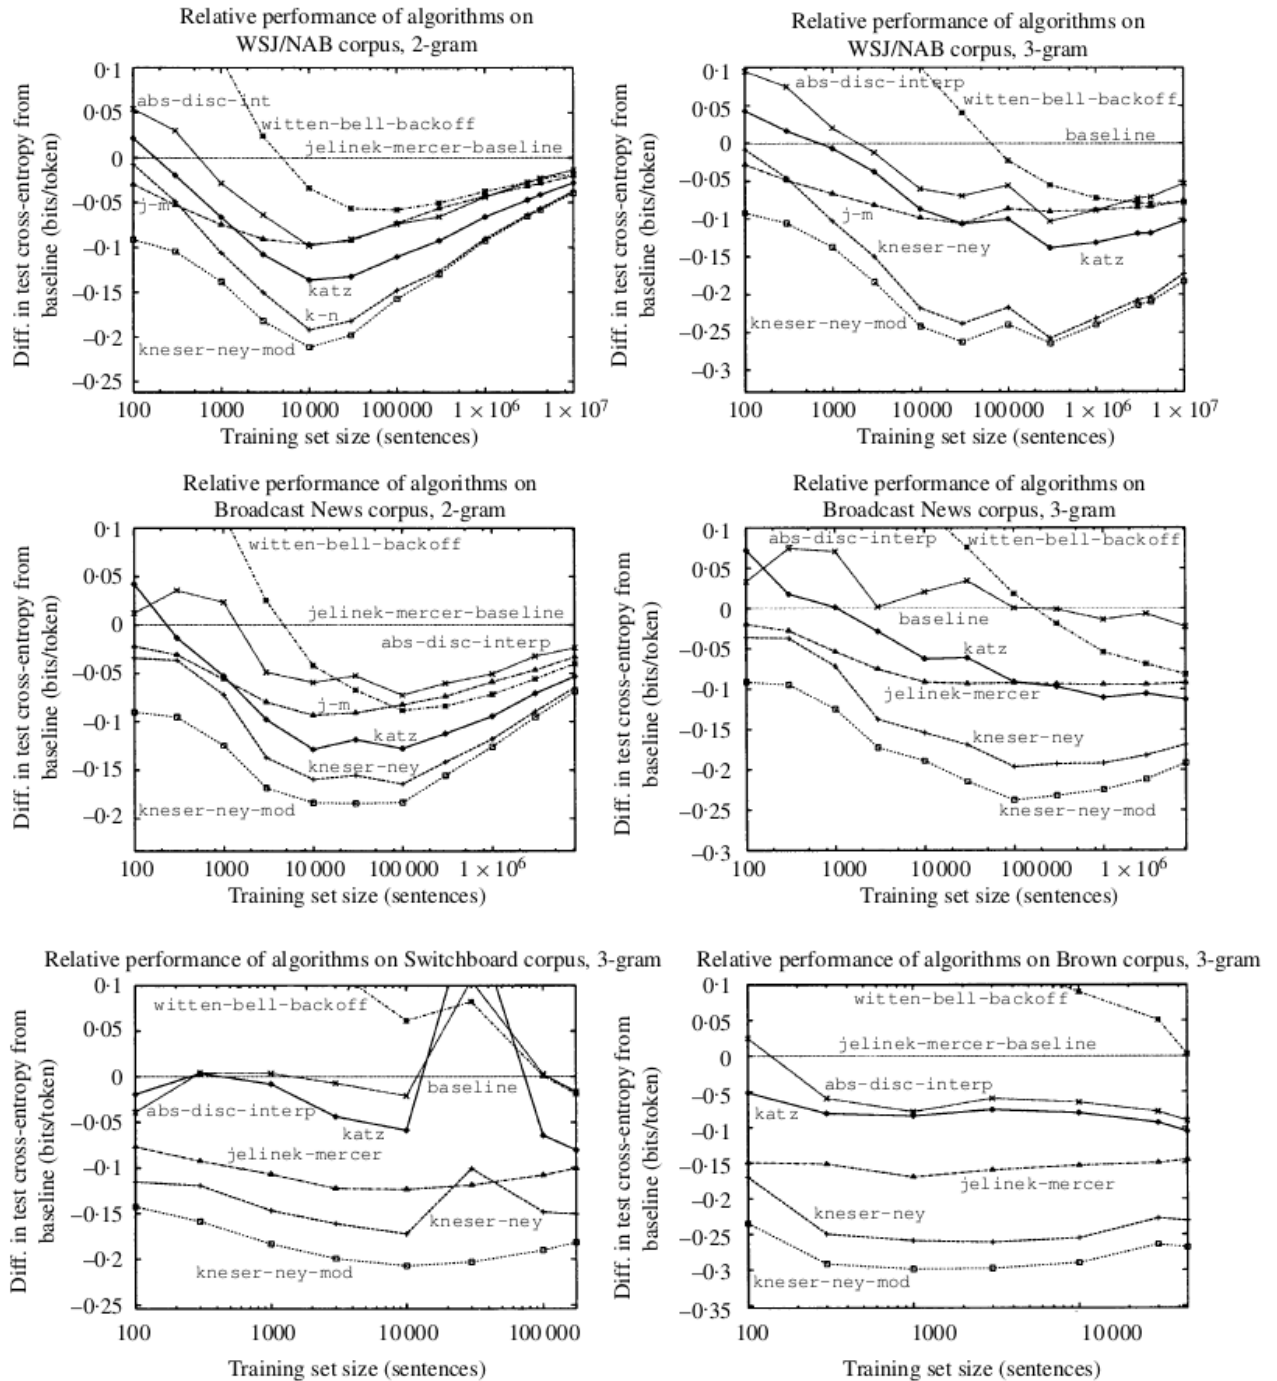 Relative performance of algorithms on
WSJ/NAB corpus, 2-gram
Diff. in test cross-entropy from
baseline (bits/token)
0·1
0·05
0
−0·05
−0·1
−0·15
−0·2
−0·25
abs-disc-int
witten-bell-backoff
jelinek-mercer-baseline
j-m
katz
k-n
kneser-ney-mod
100 1000 10 000 100 000 1 × 10⁶ 1 × 10⁷
Training set size (sentences)
Relative performance of algorithms on
WSJ/NAB corpus, 3-gram
Diff. in test cross-entropy from
baseline (bits/token)
0·1
0·05
0
−0·05
−0·1
−0·15
−0·2
−0·25
−0·3
abs-disc-interp
witten-bell-backoff
baseline
j-m
kneser-ney
katz
kneser-ney-mod
100 1000 10 000 100 000 1 × 10⁶ 1 × 10⁷
Training set size (sentences)
Relative performance of algorithms on
Broadcast News corpus, 2-gram
Diff. in test cross-entropy from
baseline (bits/token)
0·1
0·05
0
−0·05
−0·1
−0·15
−0·2
witten-bell-backoff
jelinek-mercer-baseline
abs-disc-interp
j-m
katz
kneser-ney
kneser-ney-mod
100 1000 10 000 100 000 1 × 10⁶
Training set size (sentences)
Relative performance of algorithms on
Broadcast News corpus, 3-gram
Diff. in test cross-entropy from
baseline (bits/token)
0·1
0·05
0
−0·05
−0·1
−0·15
−0·2
−0·25
−0·3
abs-disc-interp
witten-bell-backoff
baseline
katz
jelinek-mercer
kneser-ney
kneser-ney-mod
100 1000 10 000 100 000 1 × 10⁶
Training set size (sentences)
Relative performance of algorithms on Switchboard corpus, 3-gram
Diff. in test cross-entropy from
baseline (bits/token)
0·1
0·05
0
−0·05
−0·1
−0·15
−0·2
−0·25
witten-bell-backoff
baseline
abs-disc-interp
katz
jelinek-mercer
kneser-ney
kneser-ney-mod
100 1000 10000 100 000
Training set size (sentences)
Relative performance of algorithms on Brown corpus, 3-gram
Diff. in test cross-entropy from
baseline (bits/token)
0·1
0·05
0
−0·5
−0·1
−0·15
−0·2
−0·25
−0·3
−0·35
witten-bell-backoff
jelinek-mercer-baseline
abs-disc-interp
katz
jelinek-mercer
kneser-ney
kneser-ney-mod
100 1000 10 000
Training set size (sentences)